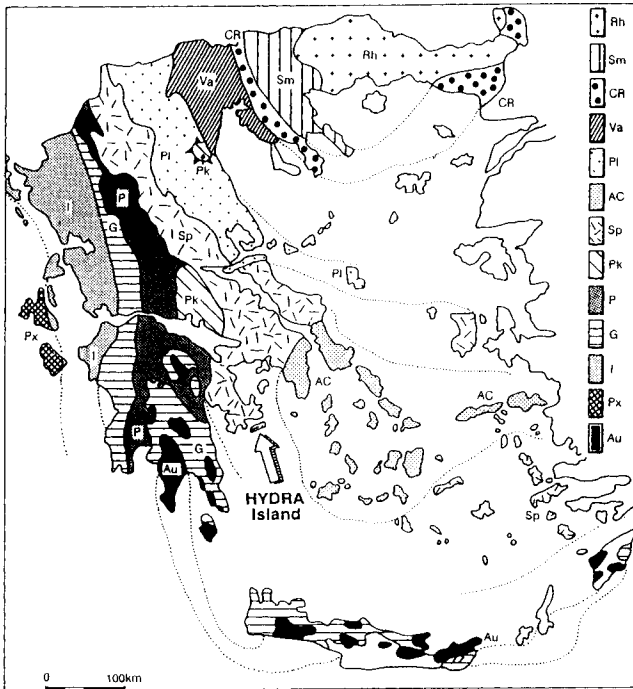 CR
Sm
Rh
Va
CR
Pl
Pk
P
I
G
Sp
Pk
Pl
Px
I
AC
AC
P
G
Au
HYDRA
Island
Sp
Au
0 100km
Rh
Sm
CR
Va
Pl
AC
Sp
Pk
P
G
I
Px
Au